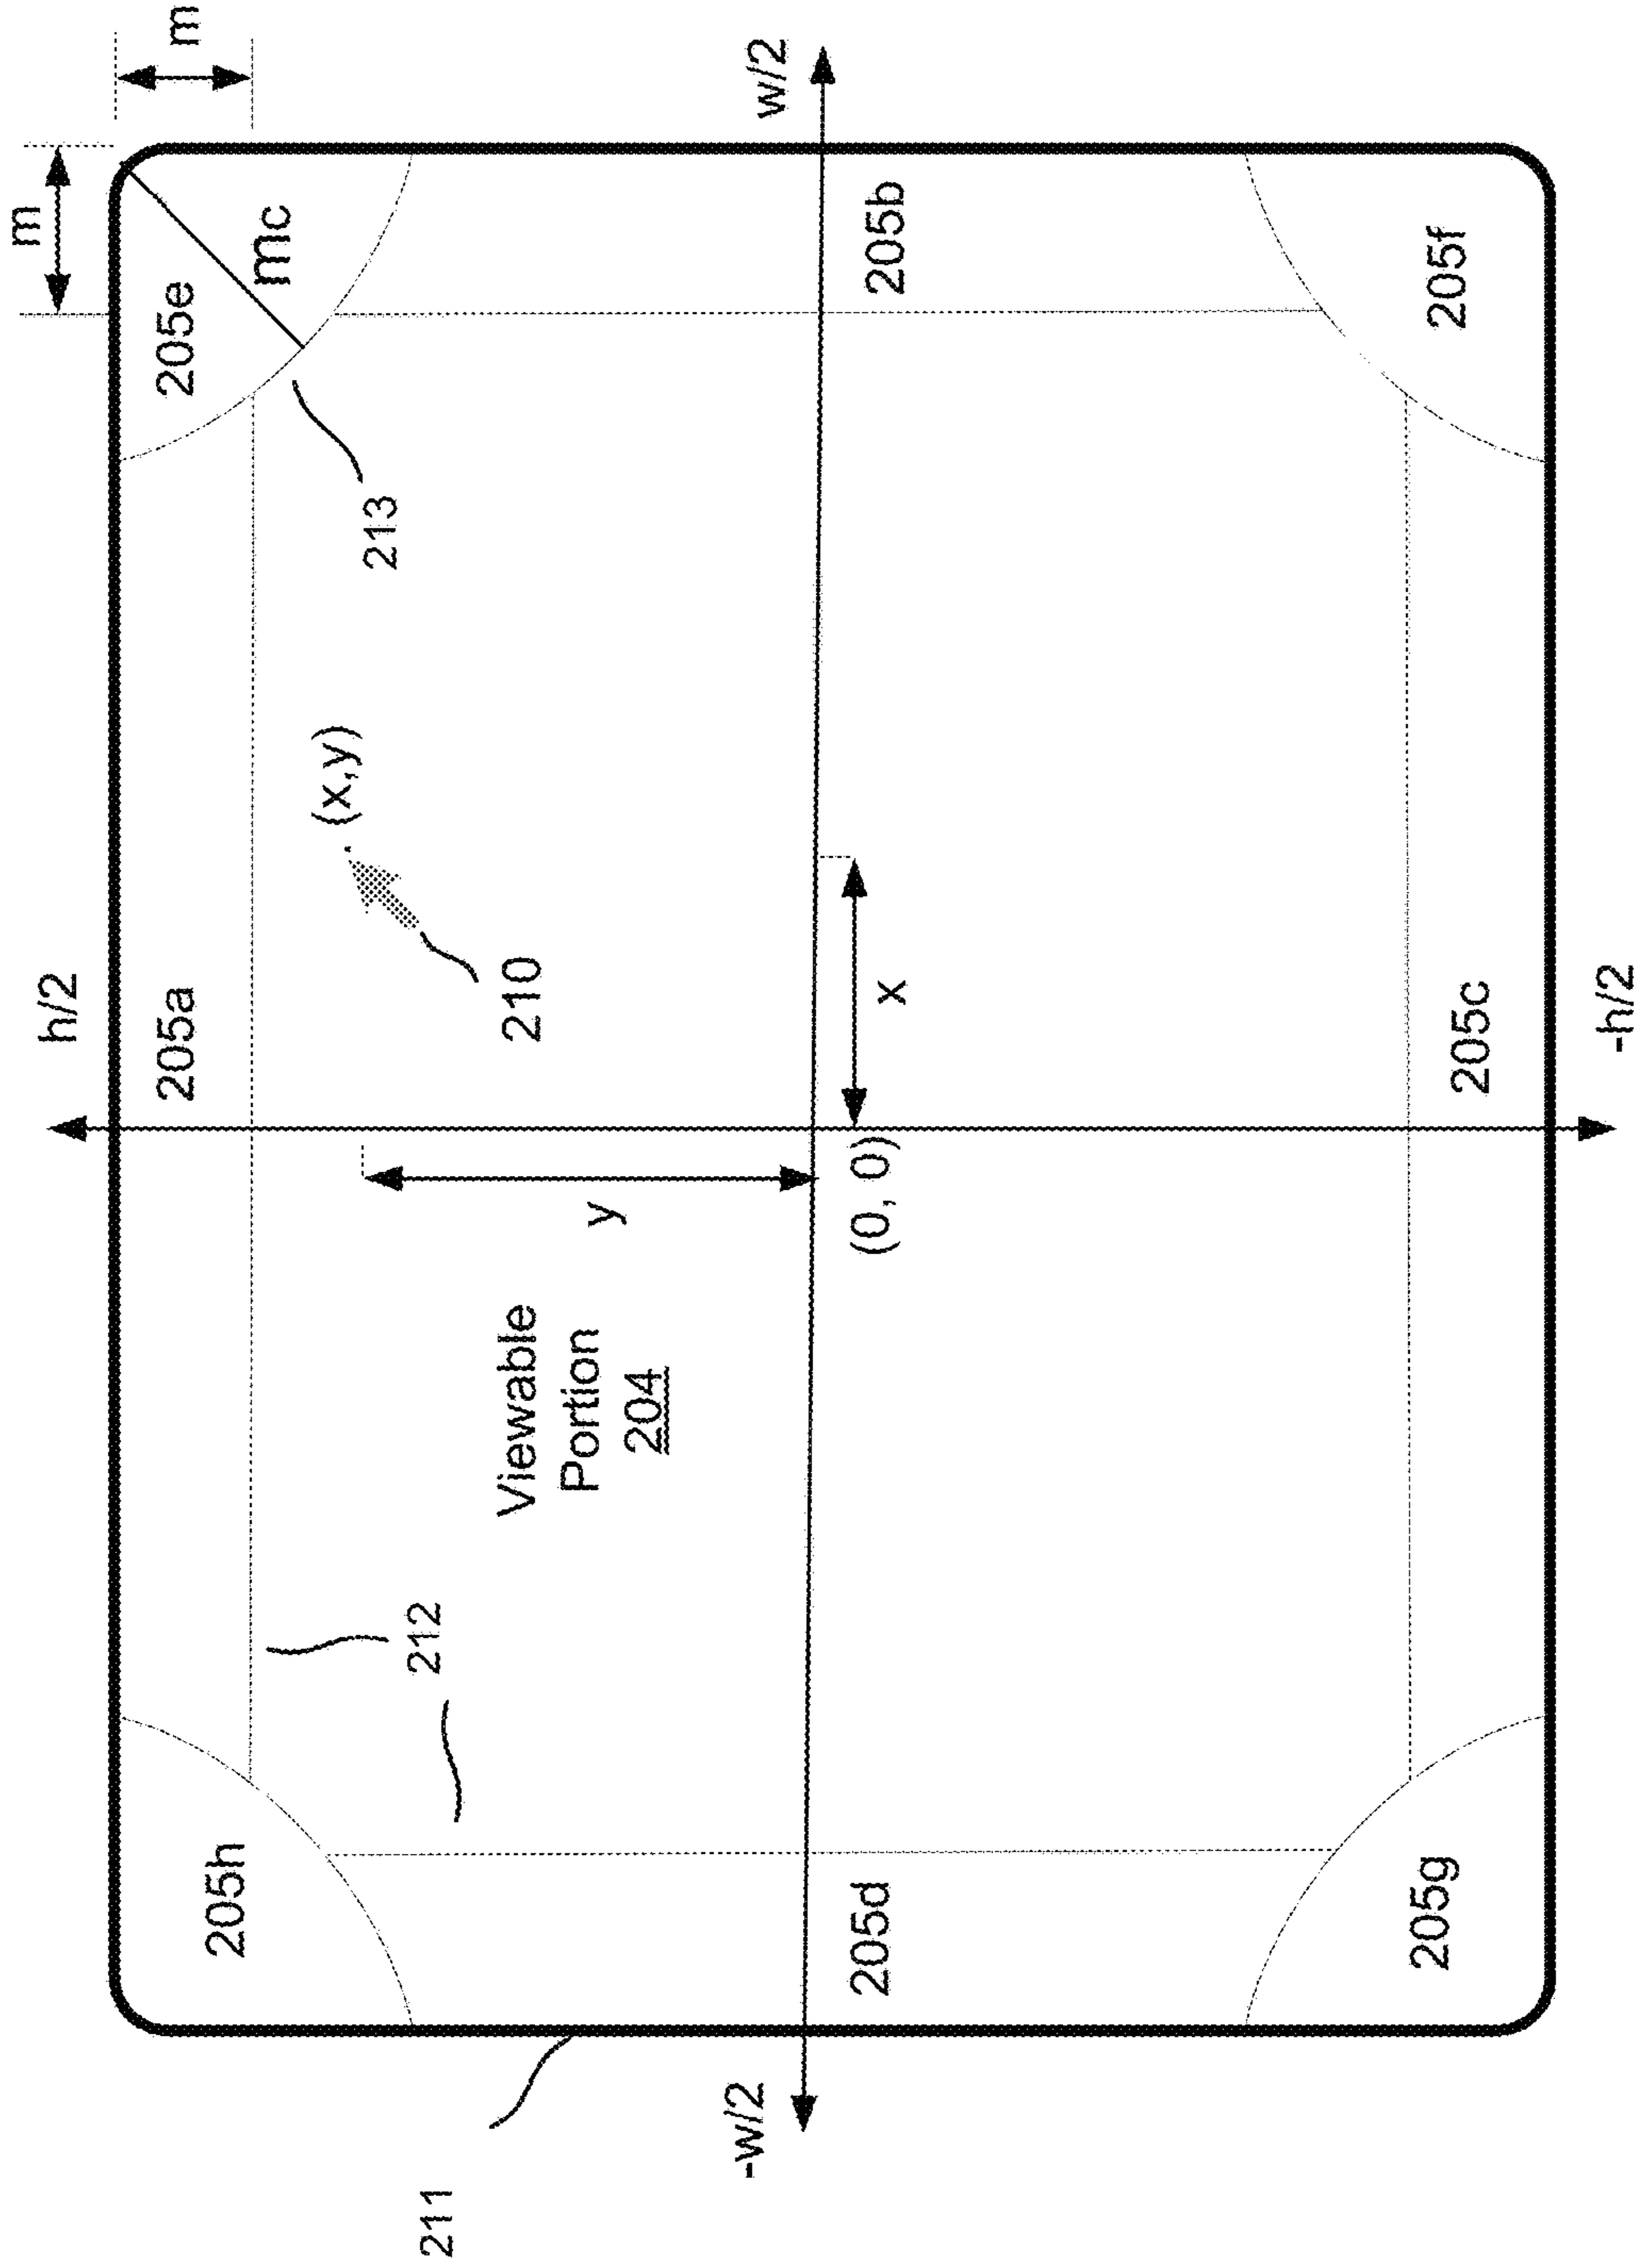 m
h/2
m
205h
205a
205e
mc
(x,y)
213
212
211
210
Viewable
Portion
204
y
-w/2
w/2
205d
(0, 0)
x
205b
205g
205c
205f
-h/2